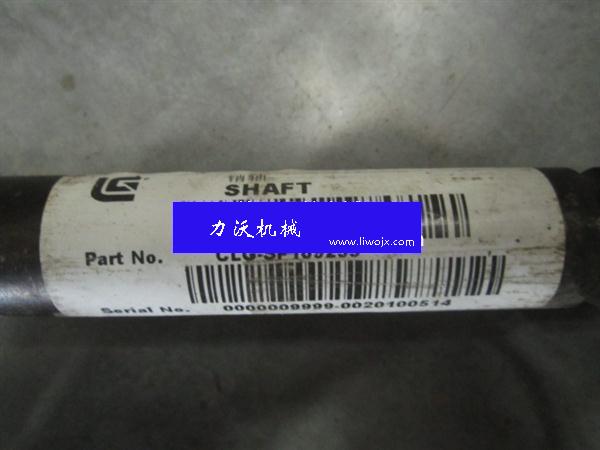 SHAFT
力沃机械
www.liwojx.com
Part No.
Serial No. 0000009999-0020100514